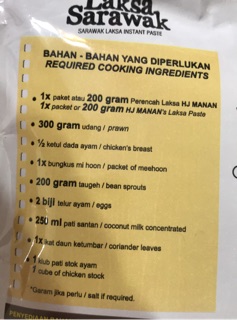 Laksa
Sarawak
SARAWAK LAKSA INSTANT PASTE
BAHAN - BAHAN YANG DIPERLUKAN
REQUIRED COOKING INGREDIENTS
• 1x paket atau 200 gram Perencah Laksa HJ MANAN
1x packet or 200 gram HJ MANAN's Laksa Paste
• 300 gram udang / prawn
• ½ ketul dada ayam / chicken's breast
• 1x bungkus mi hoon / packet of meehoon
• 200 gram taugeh / bean sprouts
• 2 biji telur ayam / eggs
• 250 ml pati santan / coconut milk concentrated
• 1x ikat daun ketumbar / coriander leaves
• 1 kiub pati stok ayam
1 cube of chicken stock
*Garam jika perlu / salt if required.